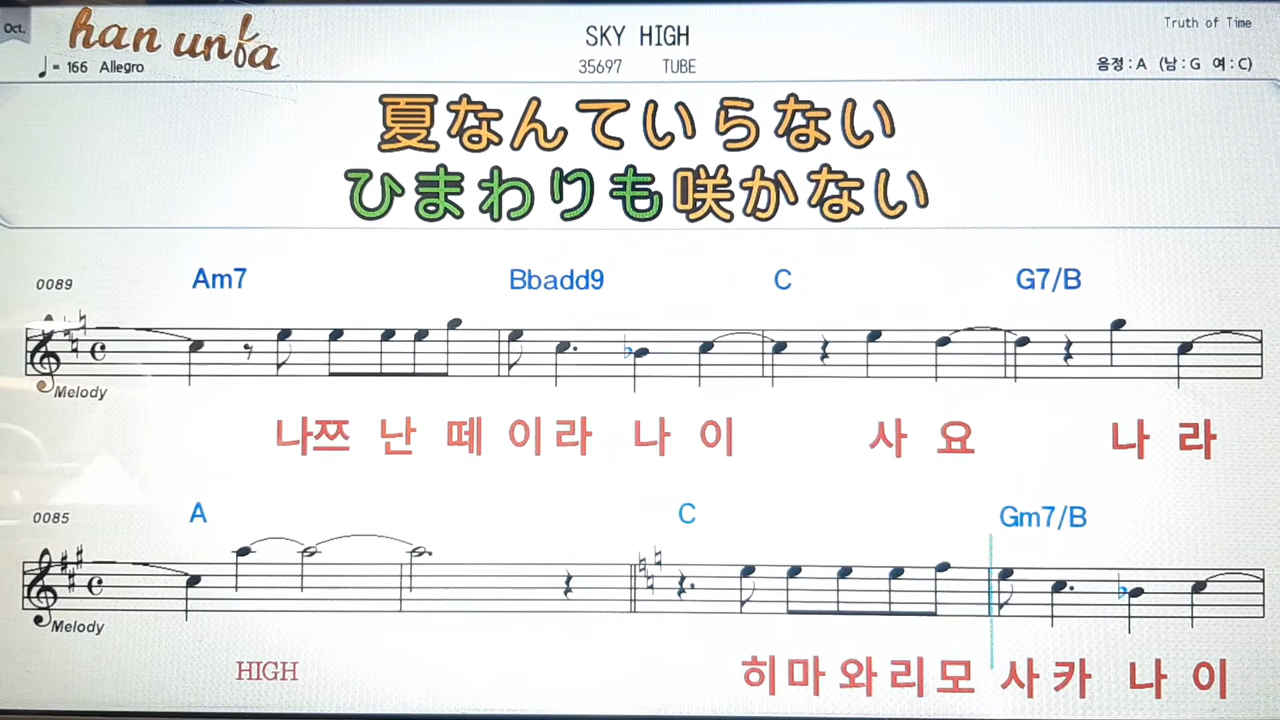 Oct.
han unfa
SKY HIGH
Truth of Time
♩ = 166 Allegro
35697 TUBE
음정 : A (남 : G 여 : C)
夏なんていらない
ひまわりも咲かない
0089
Am7 Bbadd9 C G7/B
Melody
나쯔 난 떼 이 라 나 이 사 요 나 라
0085
A C Gm7/B
Melody
HIGH 히 마 와 리 모 사 카 나 이